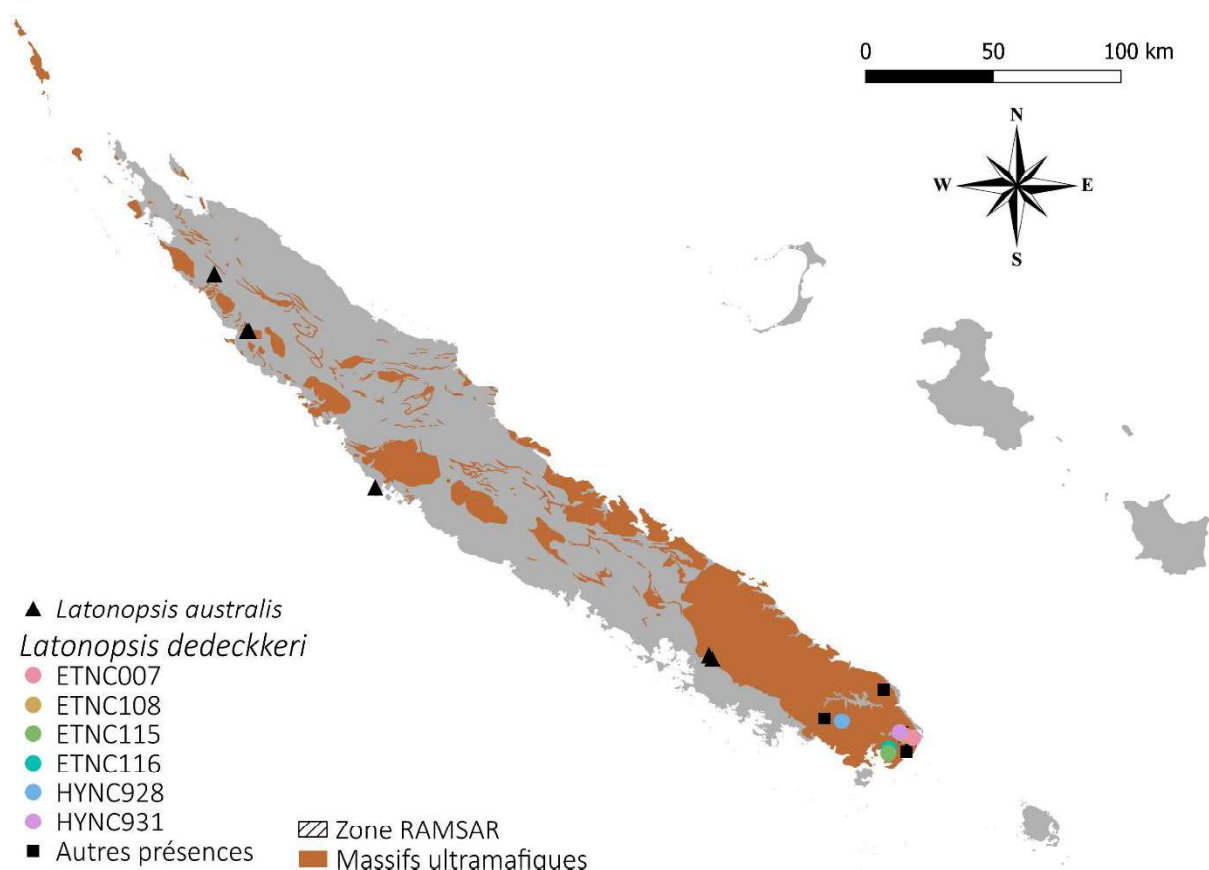 0 50 100 km
N
W E
S
Latonopsis australis
Latonopsis dedeckkeri
ETNC007
ETNC108
ETNC115
ETNC116
HYNC928
HYNC931
Autres présences
Zone RAMSAR
Massifs ultramafiques